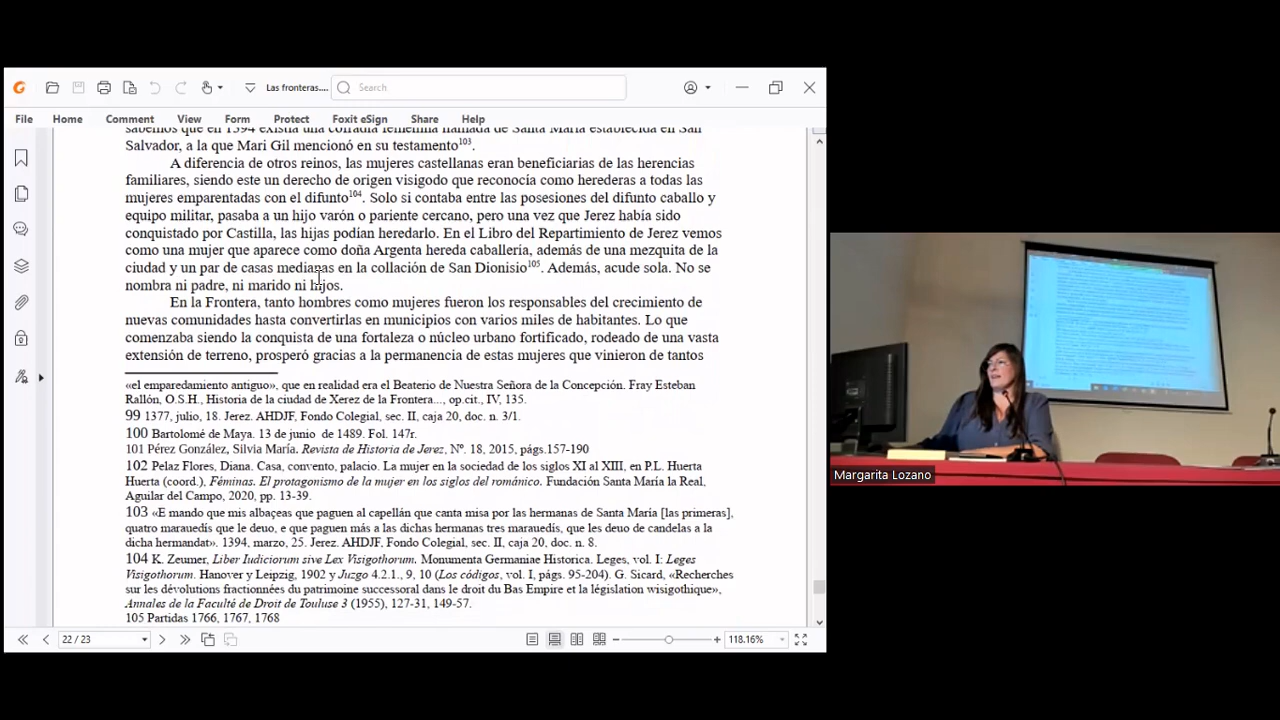 Las fronteras....
Search
File Home Comment View Form Protect Foxit eSign Share Help
sabemos que en 1394 existía una cofradía femenina llamada de Santa María establecida en San
Salvador, a la que Mari Gil mencionó en su testamento103.
A diferencia de otros reinos, las mujeres castellanas eran beneficiarias de las herencias
familiares, siendo este un derecho de origen visigodo que reconocía como herederas a todas las
mujeres emparentadas con el difunto104. Solo si contaba entre las posesiones del difunto caballo y
equipo militar, pasaba a un hijo varón o pariente cercano, pero una vez que Jerez había sido
conquistado por Castilla, las hijas podían heredarlo. En el Libro del Repartimiento de Jerez vemos
como una mujer que aparece como doña Argenta hereda caballería, además de una mezquita de la
ciudad y un par de casas medianas en la collación de San Dionisio105. Además, acude sola. No se
nombra ni padre, ni marido ni hijos.
En la Frontera, tanto hombres como mujeres fueron los responsables del crecimiento de
nuevas comunidades hasta convertirlas en municipios con varios miles de habitantes. Lo que
comenzaba siendo la conquista de una fortaleza o núcleo urbano fortificado, rodeado de una vasta
extensión de terreno, prosperó gracias a la permanencia de estas mujeres que vinieron de tantos
«el emparedamiento antiguo», que en realidad era el Beaterio de Nuestra Señora de la Concepción. Fray Esteban
Rallón, O.S.H., Historia de la ciudad de Xerez de la Frontera..., op.cit., IV, 135.
99 1377, julio, 18. Jerez. AHDJF, Fondo Colegial, sec. II, caja 20, doc. n. 3/1.
100 Bartolomé de Maya. 13 de junio de 1489. Fol. 147r.
101 Pérez González, Silvia María. Revista de Historia de Jerez, Nº. 18, 2015, págs.157-190
102 Pelaz Flores, Diana. Casa, convento, palacio. La mujer en la sociedad de los siglos XI al XIII, en P.L. Huerta
Huerta (coord.), Féminas. El protagonismo de la mujer en los siglos del románico. Fundación Santa María la Real,
Aguilar del Campo, 2020, pp. 13-39.
103 «E mando que mis albaçeas que paguen al capellán que canta misa por las hermanas de Santa María [las primeras],
quatro marauedís que le deuo, e que paguen más a las dichas hermanas tres marauedís, que les deuo de candelas a la
dicha hermandat». 1394, marzo, 25. Jerez. AHDJF, Fondo Colegial, sec. II, caja 20, doc. n. 8.
104 K. Zeumer, Liber Iudiciorum sive Lex Visigothorum. Monumenta Germaniae Historica. Leges, vol. I: Leges
Visigothorum. Hanover y Leipzig, 1902 y Juzgo 4.2.1., 9, 10 (Los códigos, vol. I, págs. 95-204). G. Sicard, «Recherches
sur les dévolutions fractionnées du patrimoine successoral dans le droit du Bas Empire et la législation wisigothique»,
Annales de la Faculté de Droit de Touluse 3 (1955), 127-31, 149-57.
105 Partidas 1766, 1767, 1768
22 / 23
118.16%
Margarita Lozano